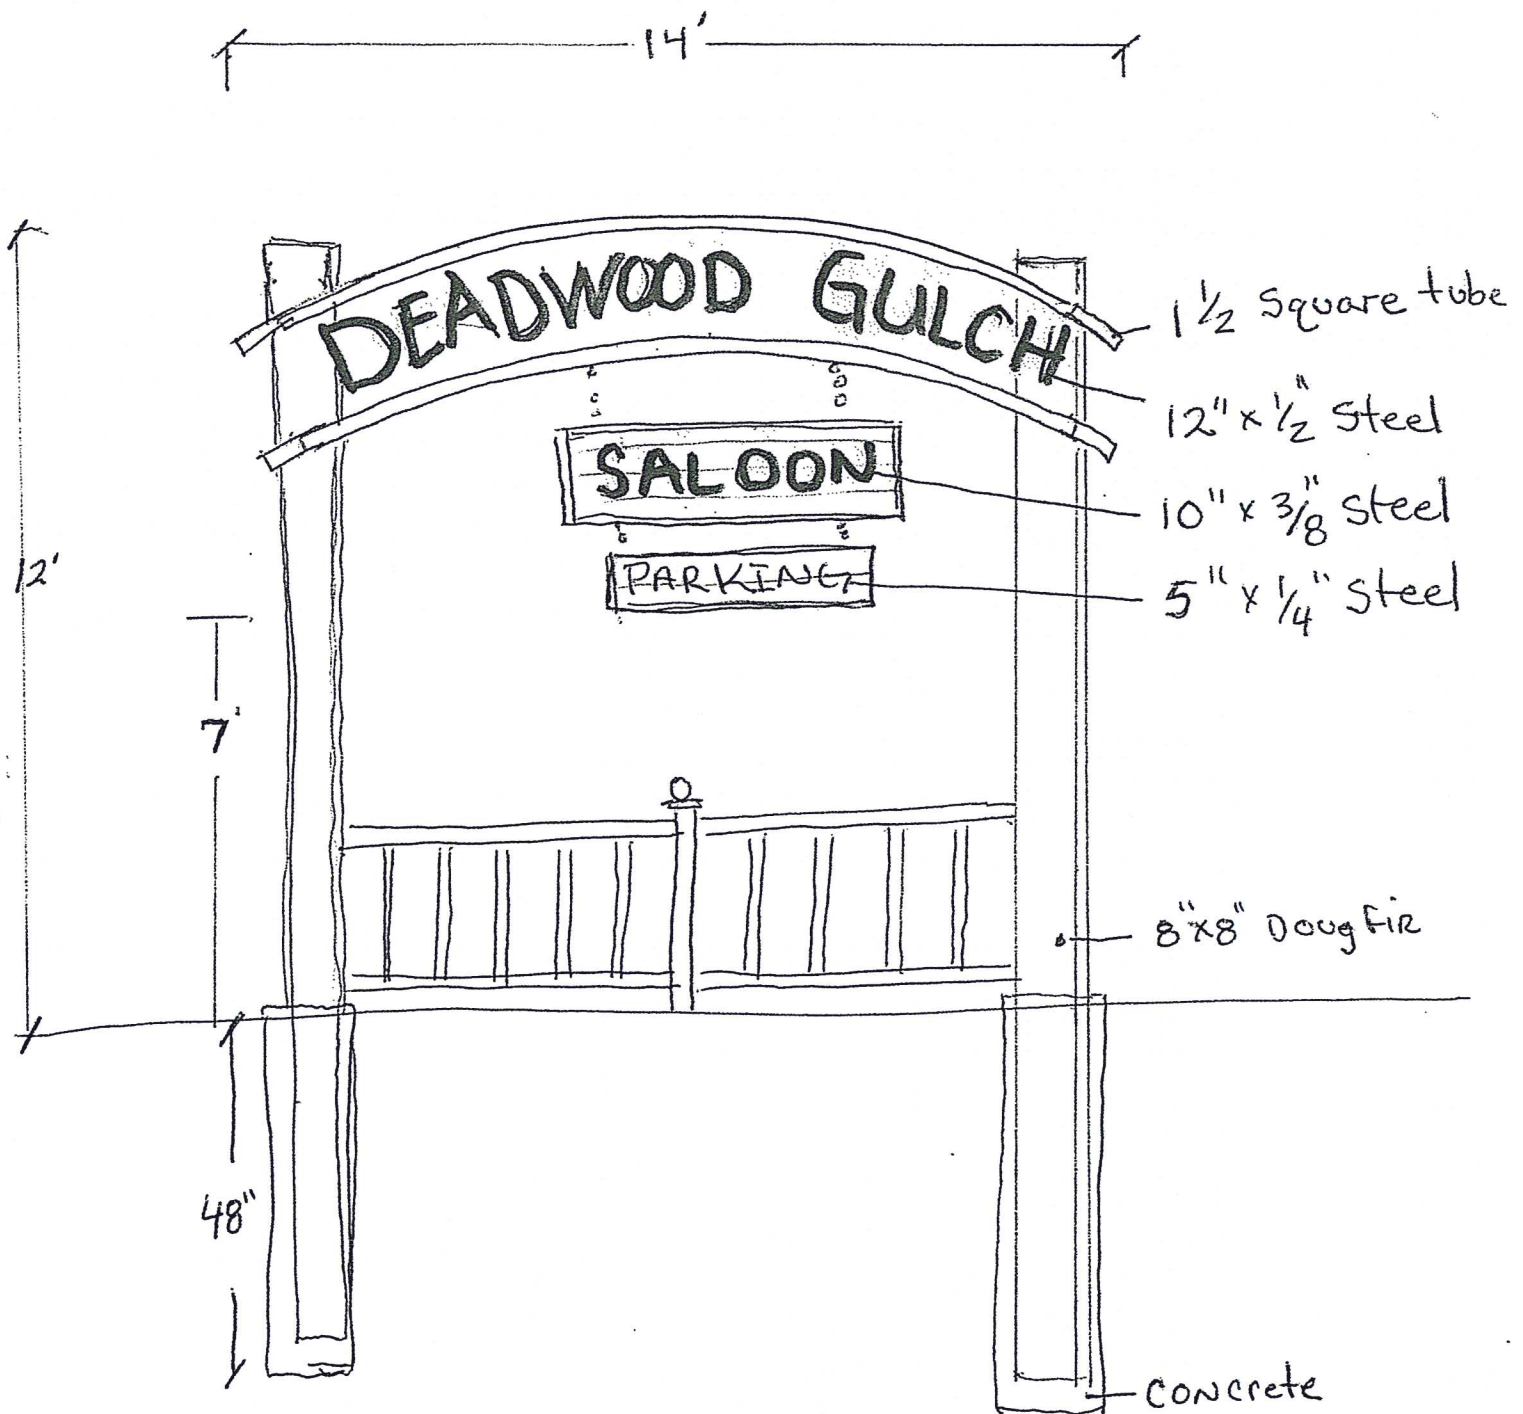 14'
DEADWOOD GULCH
1 1/2 Square tube
12" x 1/2" Steel
SALOON
10" x 3/8" Steel
12'
PARKING
5" x 1/4" Steel
7'
8"x8" Doug Fir
48"
CONCrete